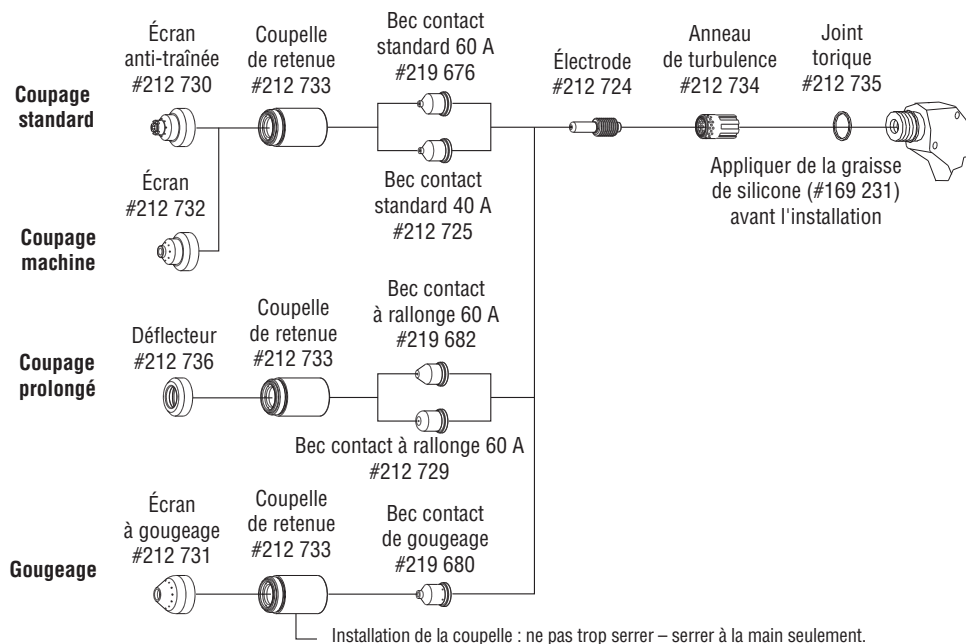 Coupage
standard
Écran
anti-traînée
#212 730
Coupelle
de retenue
#212 733
Bec contact
standard 60 A
#219 676
Bec contact
standard 40 A
#212 725
Électrode
#212 724
Anneau
de turbulence
#212 734
Joint
torique
#212 735
Appliquer de la graisse
de silicone (#169 231)
avant l'installation
Coupage
machine
Écran
#212 732
Coupage
prolongé
Déflecteur
#212 736
Coupelle
de retenue
#212 733
Bec contact
à rallonge 60 A
#219 682
Bec contact à rallonge 60 A
#212 729
Gougeage
Écran
à gougeage
#212 731
Coupelle
de retenue
#212 733
Bec contact
de gougeage
#219 680
Installation de la coupelle : ne pas trop serrer – serrer à la main seulement.